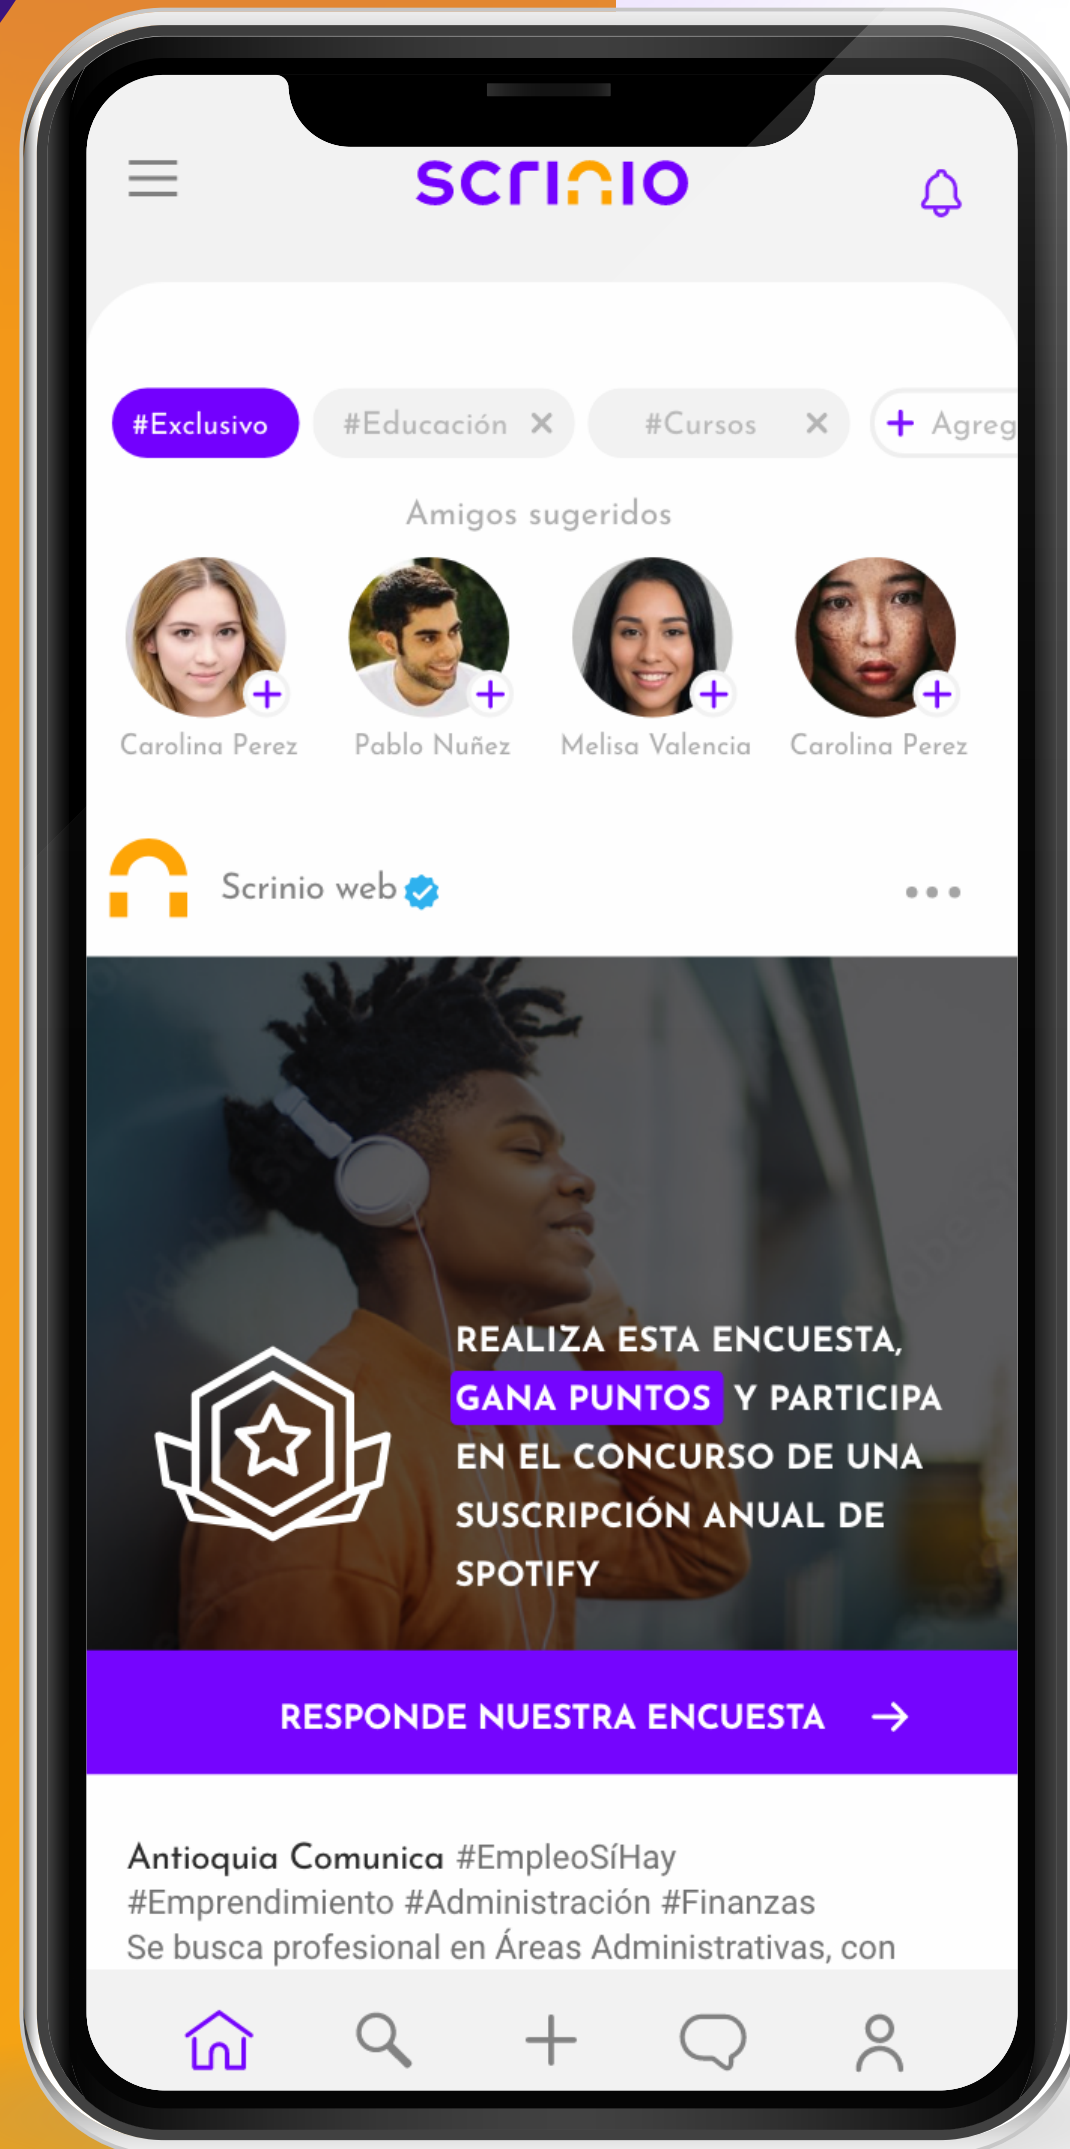 scrinio
#Exclusivo #Educación #Cursos Agreg
Amigos sugeridos
Carolina Perez Pablo Nuñez Melisa Valencia Carolina Perez
Scrinio web
REALIZA ESTA ENCUESTA,
GANA PUNTOS Y PARTICIPA
EN EL CONCURSO DE UNA
SUSCRIPCIÓN ANUAL DE
SPOTIFY
RESPONDE NUESTRA ENCUESTA
Antioquia Comunica #EmpleoSíHay
#Emprendimiento #Administración #Finanzas
Se busca profesional en Áreas Administrativas, con